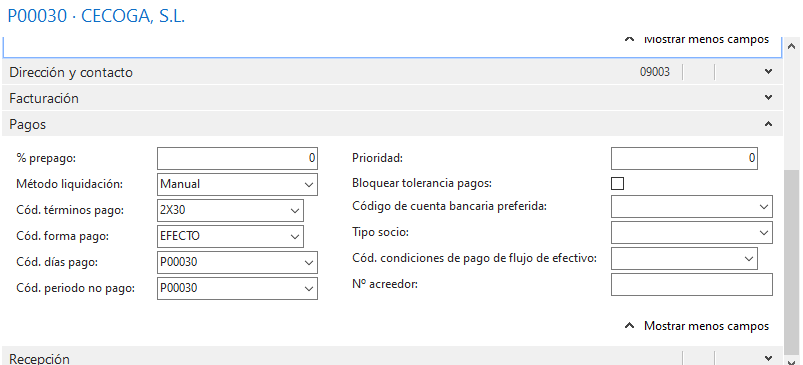 P00030 · CECOGA, S.L.
Mostrar menos campos
Dirección y contacto 09003
Facturación
Pagos
% prepago: 0 Prioridad: 0
Método liquidación: Manual Bloquear tolerancia pagos:
Cód. términos pago: 2X30 Código de cuenta bancaria preferida:
Cód. forma pago: EFECTO Tipo socio:
Cód. días pago: P00030 Cód. condiciones de pago de flujo de efectivo:
Cód. periodo no pago: P00030 Nº acreedor:
Mostrar menos campos
Recepción